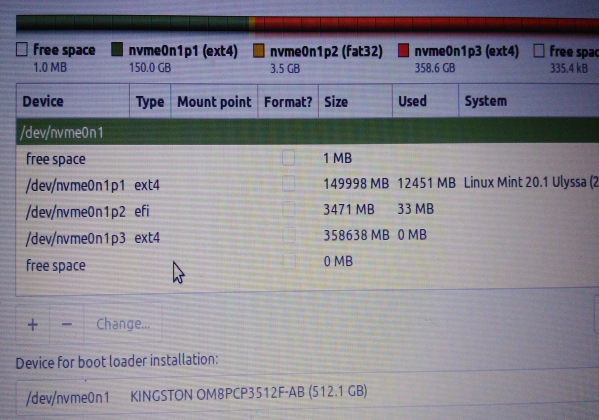 free space nvme0n1p1 (ext4) nvme0n1p2 (fat32) nvme0n1p3 (ext4) free spac
1.0 MB 150.0 GB 3.5 GB 358.6 GB 335.4 kB
Device Type Mount point Format? Size Used System
/dev/nvme0n1
free space 1 MB
/dev/nvme0n1p1 ext4 149998 MB 12451 MB Linux Mint 20.1 Ulyssa (2
/dev/nvme0n1p2 efi 3471 MB 33 MB
/dev/nvme0n1p3 ext4 358638 MB 0 MB
free space 0 MB
+ − Change...
Device for boot loader installation:
/dev/nvme0n1 KINGSTON OM8PCP3512F-AB (512.1 GB)